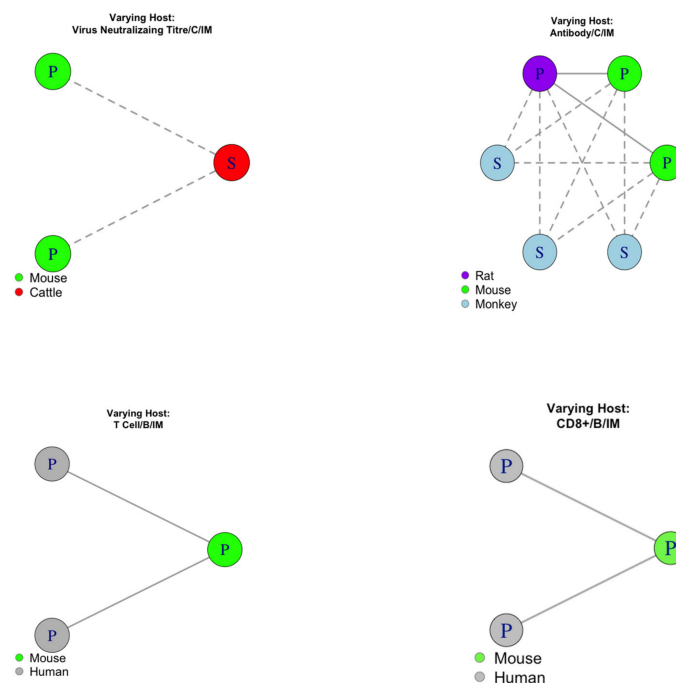 Varying Host:
Virus Neutralizaing Titre/C/IM
P
S
P
Mouse
Cattle
Varying Host:
Antibody/C/IM
P
P
S
P
S
S
Rat
Mouse
Monkey
Varying Host:
T Cell/B/IM
P
P
P
Mouse
Human
Varying Host:
CD8+/B/IM
P
P
P
Mouse
Human